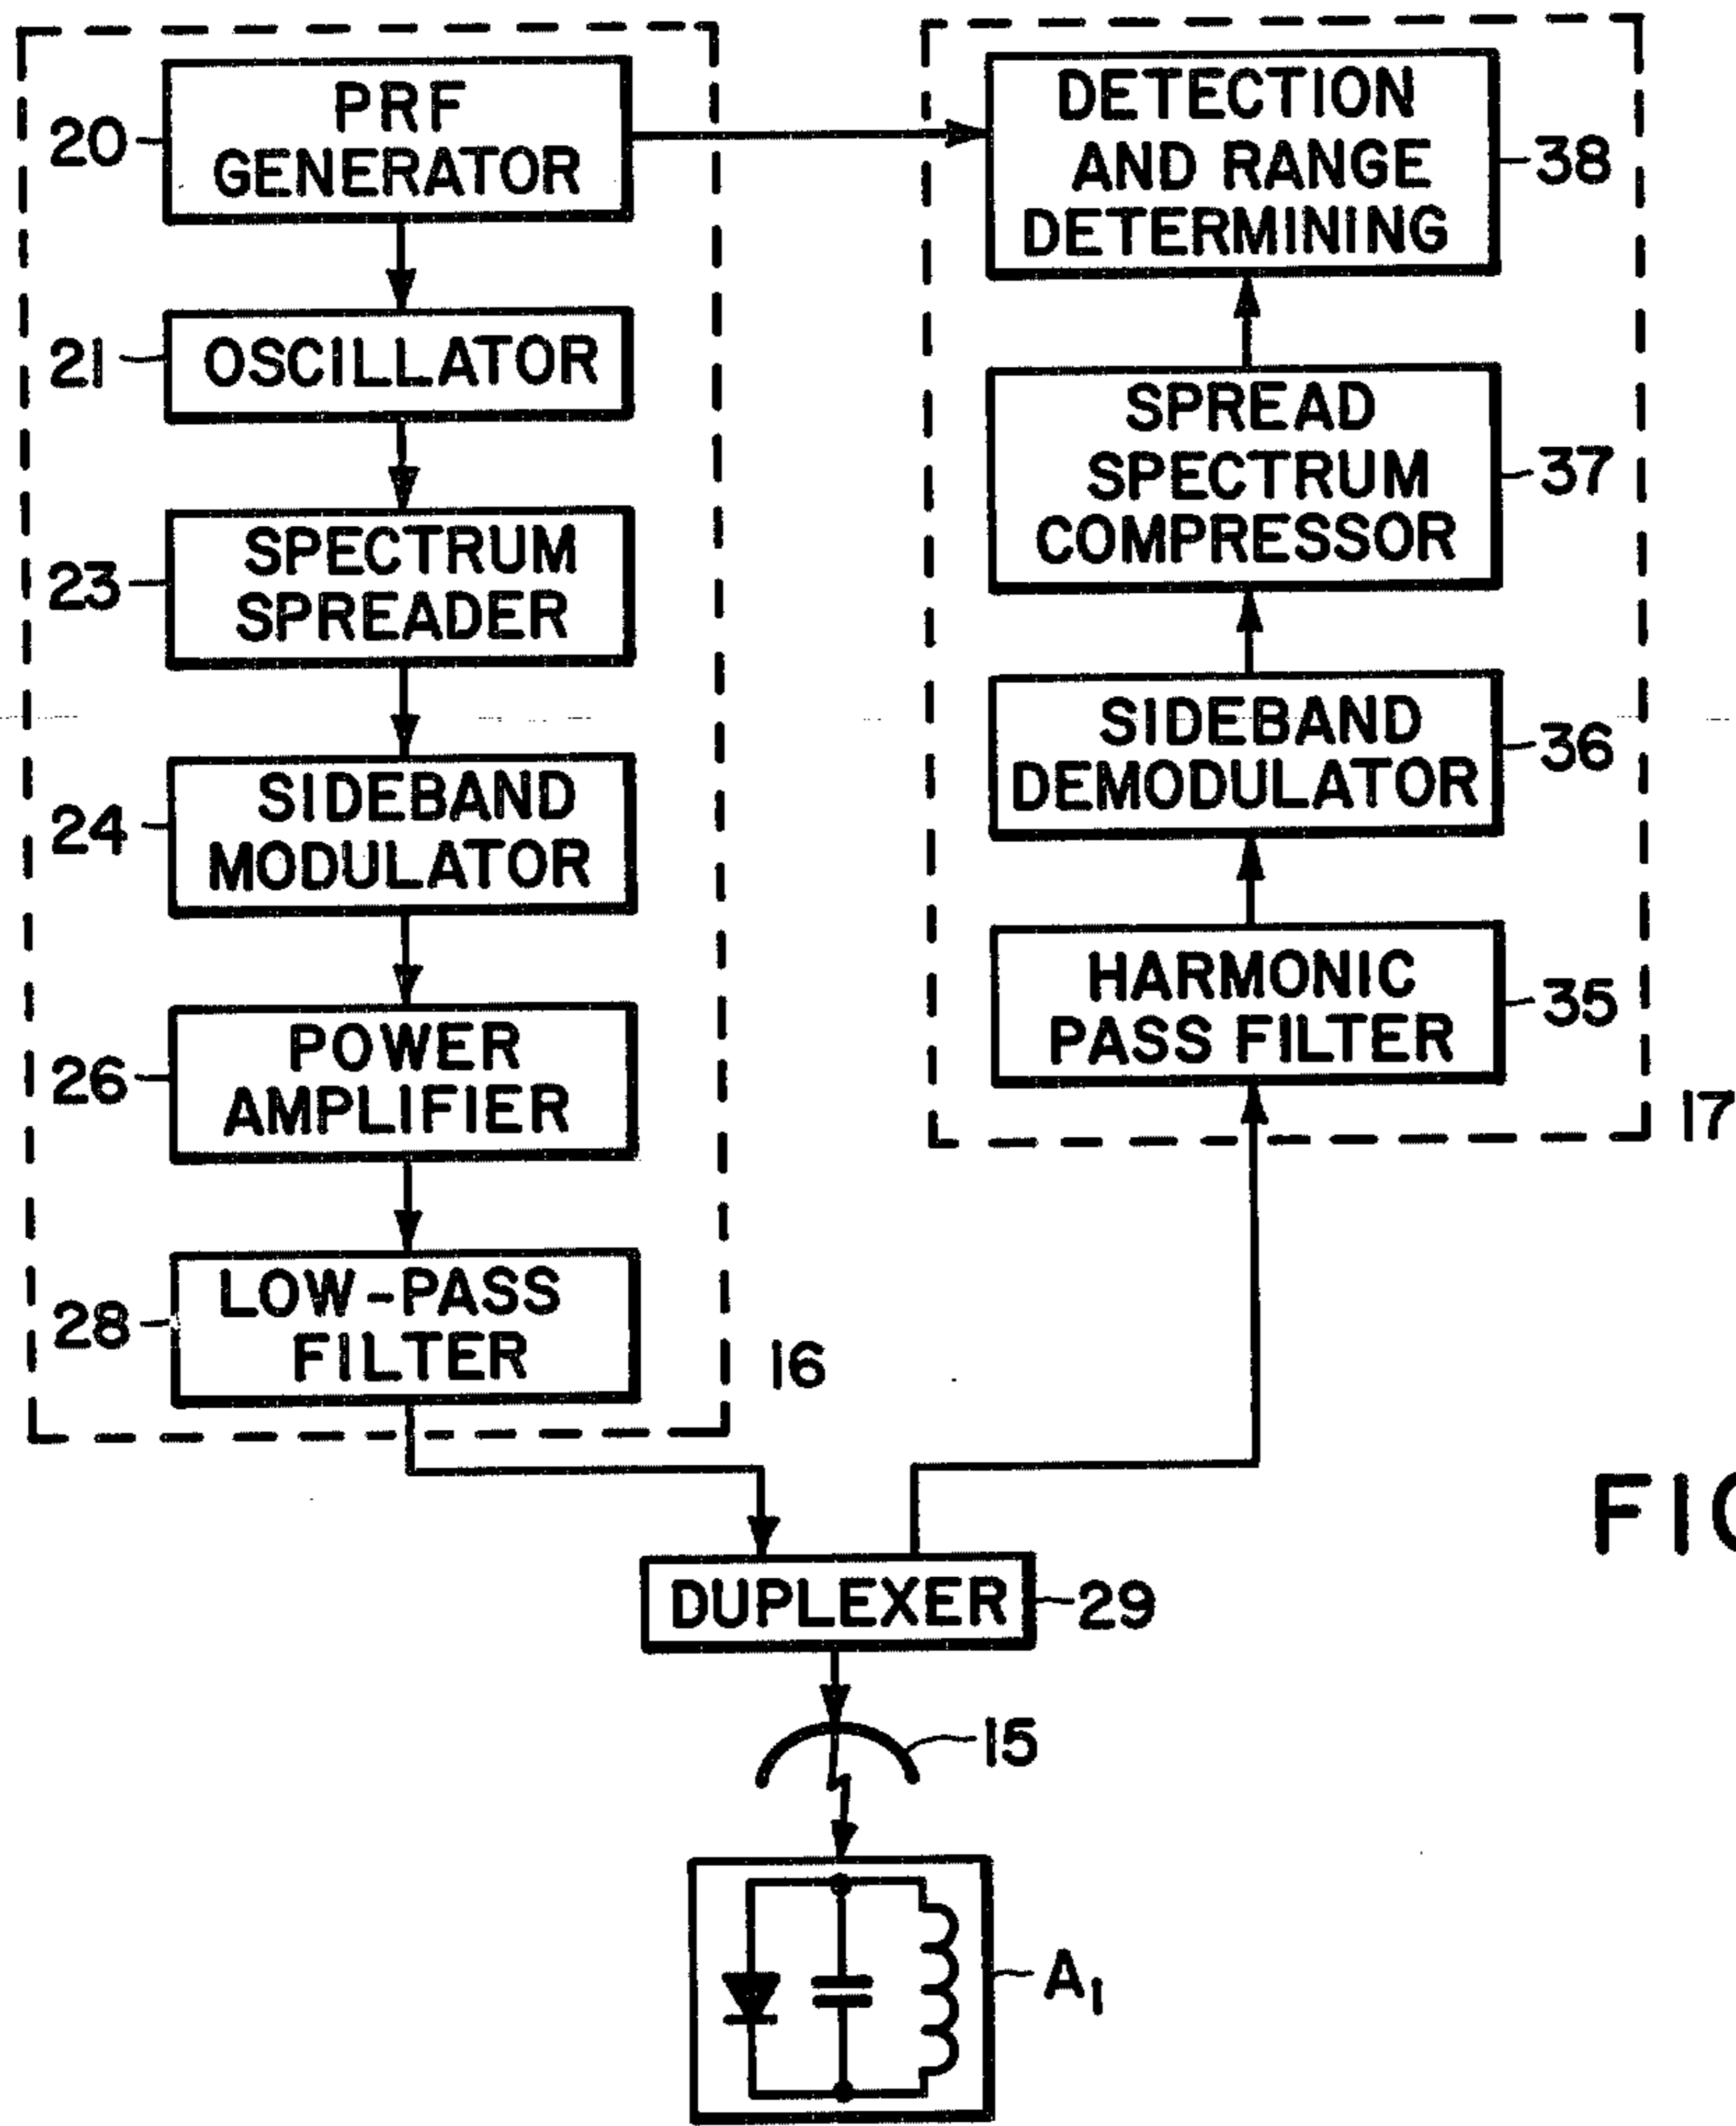 PRF
GENERATOR
20
OSCILLATOR
21
SPECTRUM
SPREADER
23
SIDEBAND
MODULATOR
24
POWER
AMPLIFIER
26
LOW-PASS
FILTER
28
16
DETECTION
AND RANGE
DETERMINING
38
SPREAD
SPECTRUM
COMPRESSOR
37
SIDEBAND
DEMODULATOR
36
HARMONIC
PASS FILTER
35
17
DUPLEXER
29
15
A1